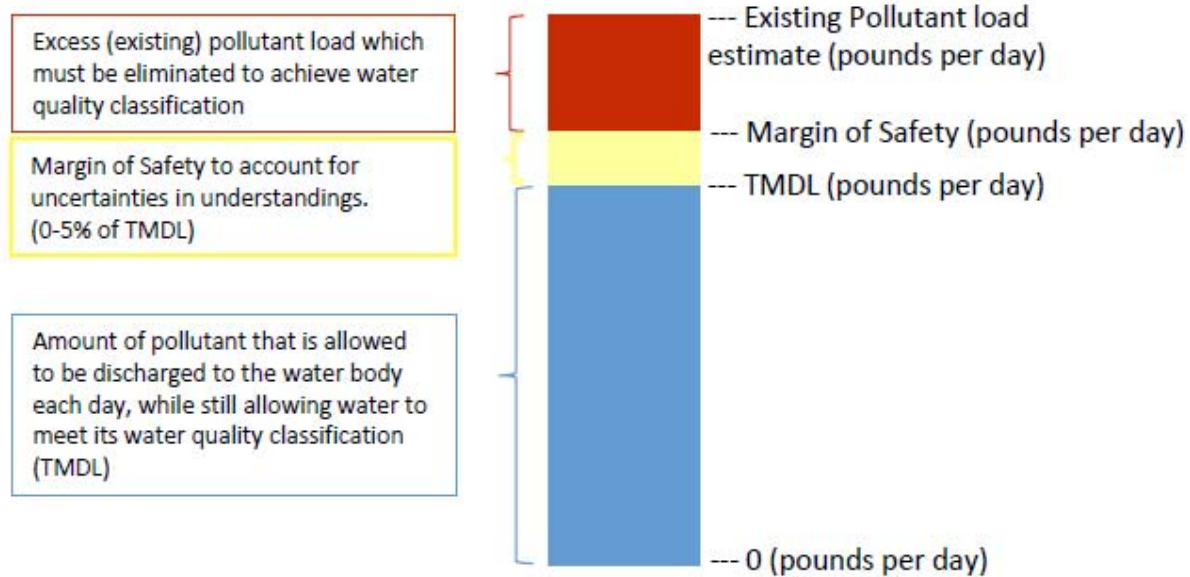 Excess (existing) pollutant load which
must be eliminated to achieve water
quality classification
Margin of Safety to account for
uncertainties in understandings.
(0-5% of TMDL)
Amount of pollutant that is allowed
to be discharged to the water body
each day, while still allowing water to
meet its water quality classification
(TMDL)
--- Existing Pollutant load
estimate (pounds per day)
--- Margin of Safety (pounds per day)
--- TMDL (pounds per day)
--- 0 (pounds per day)